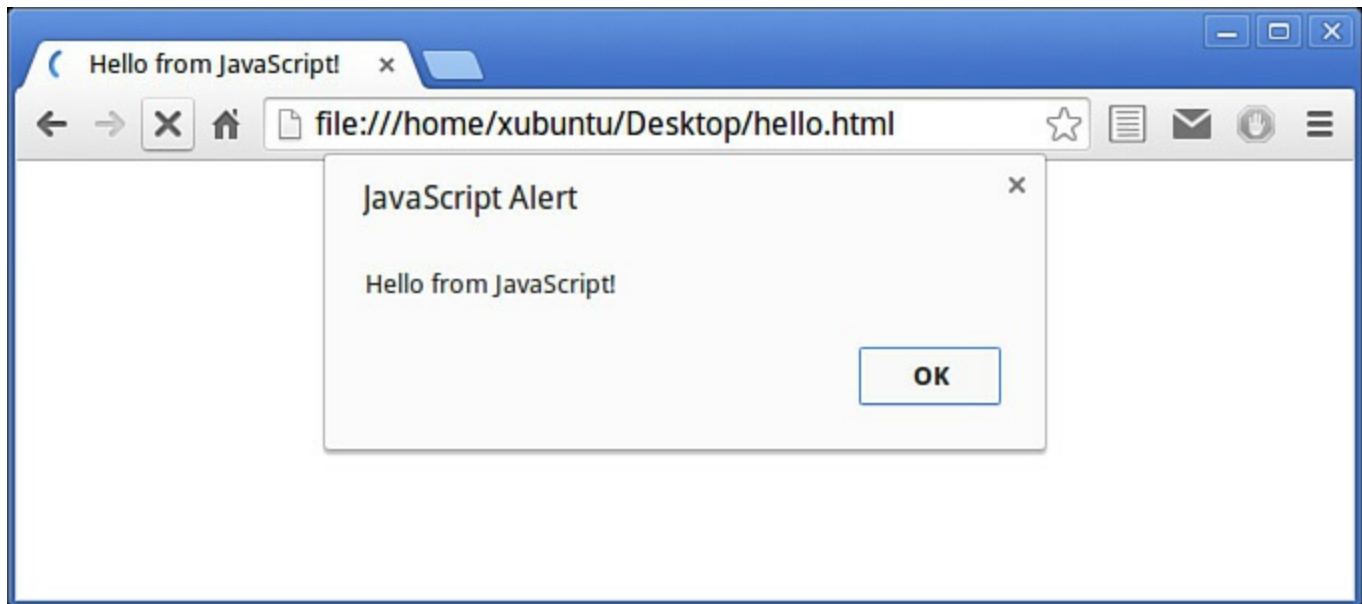 Hello from JavaScript!
file:///home/xubuntu/Desktop/hello.html
JavaScript Alert
Hello from JavaScript!
OK